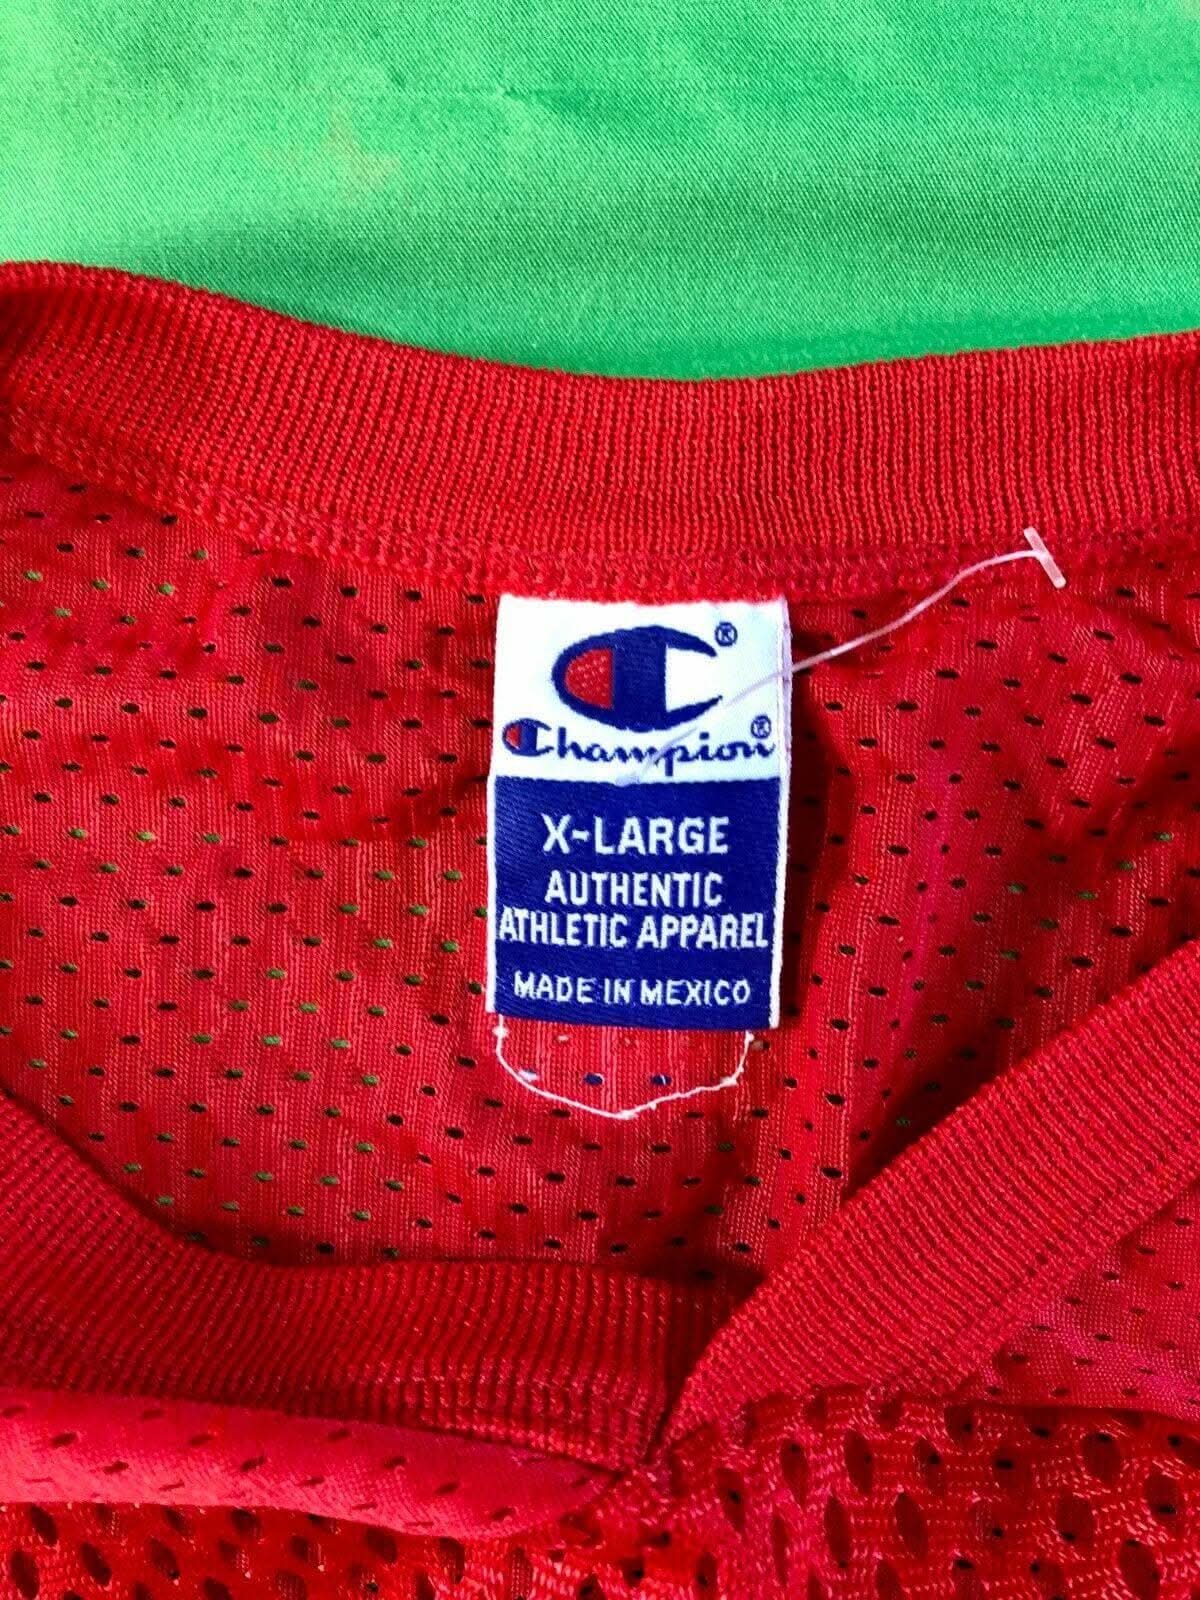 ®
Champion®
X-LARGE
AUTHENTIC
ATHLETIC APPAREL
MADE IN MEXICO